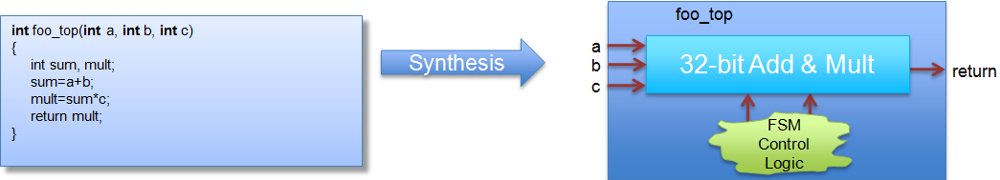 int foo_top(int a, int b, int c)
{
int sum, mult;
sum=a+b;
mult=sum*c;
return mult;
}
Synthesis
foo_top
a
b
c
32-bit Add & Mult
return
FSM
Control
Logic